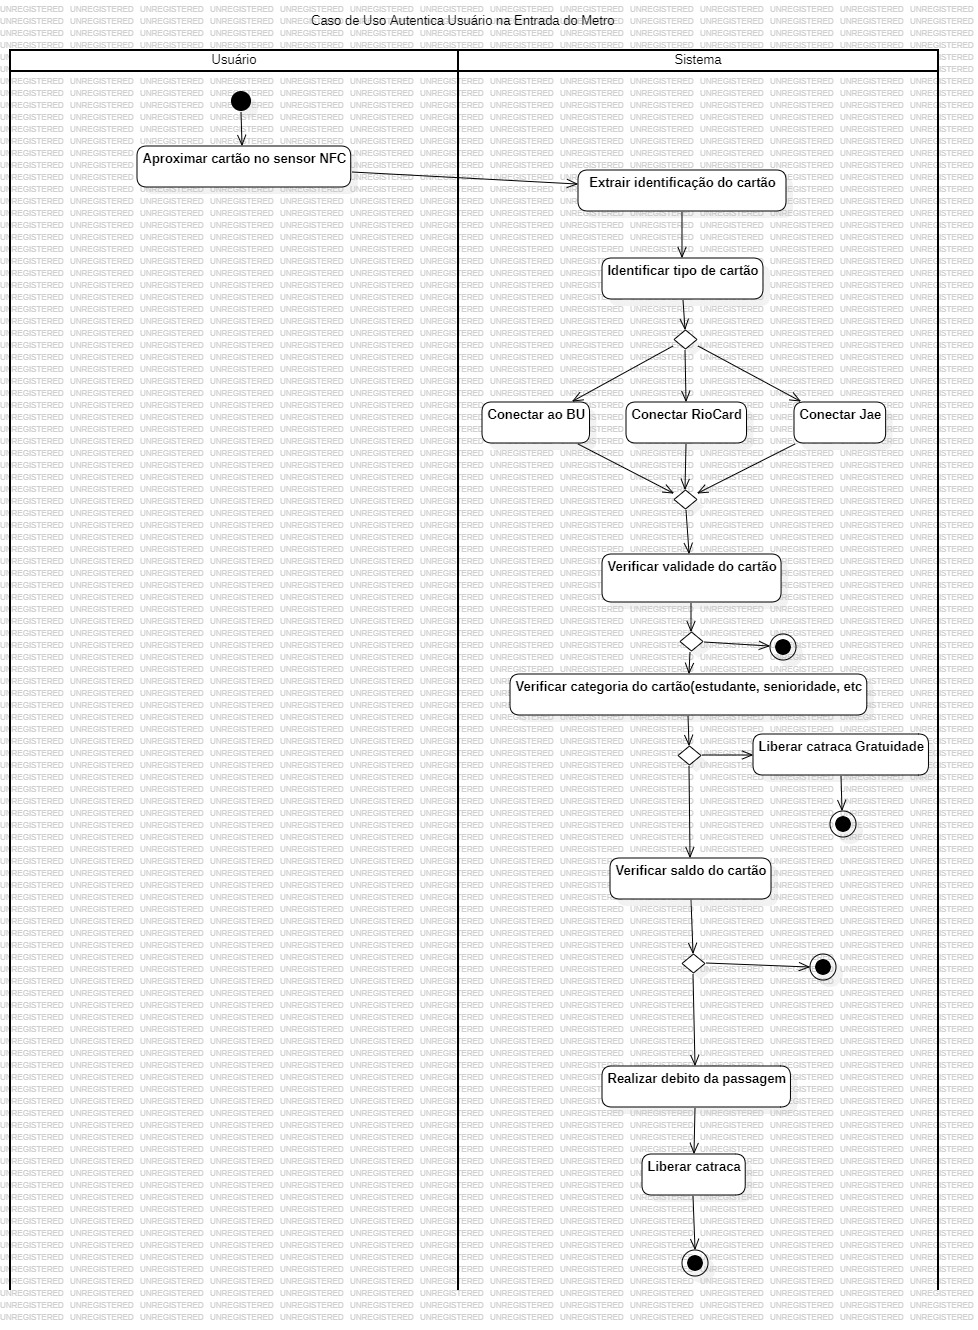 Caso de Uso Autentica Usuário na Entrada do Metro
Usuário
Sistema
Aproximar cartão no sensor NFC
Extrair identificação do cartão
Identificar tipo de cartão
Conectar ao BU
Conectar RioCard
Conectar Jae
Verificar validade do cartão
Verificar categoria do cartão(estudante, senioridade, etc
Liberar catraca Gratuidade
Verificar saldo do cartão
Realizar debito da passagem
Liberar catraca
UNREGISTERED